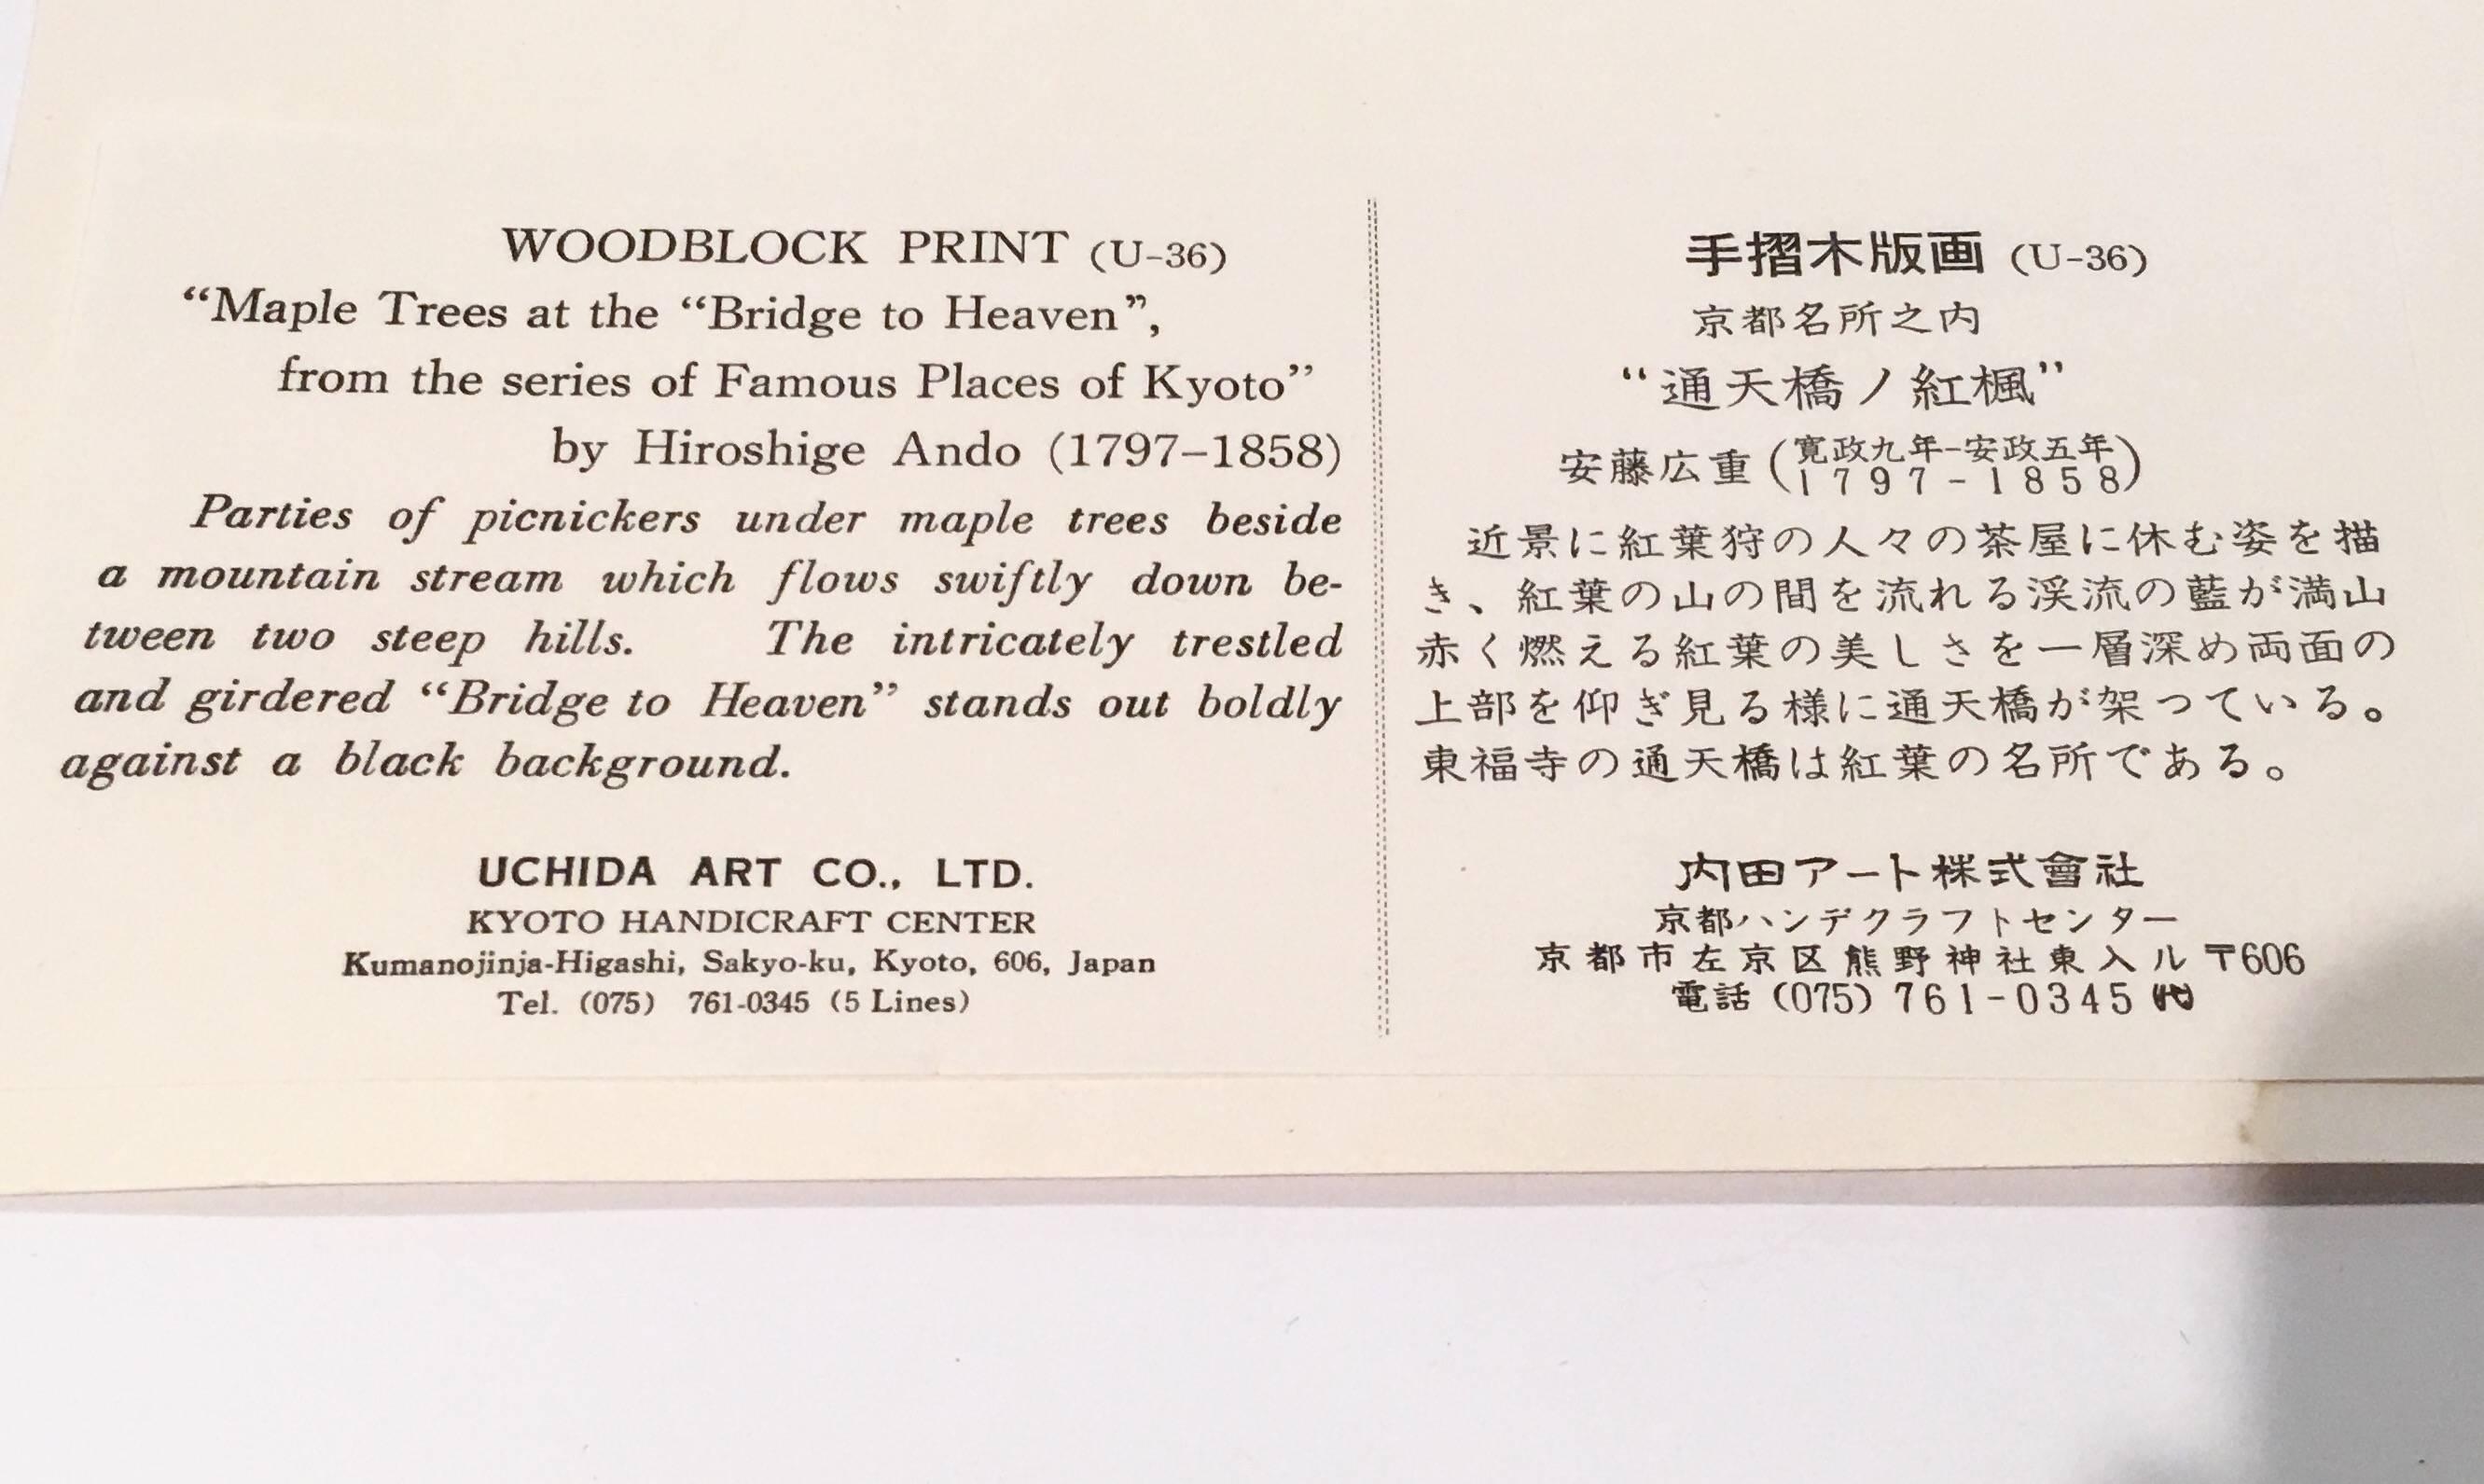 WOODBLOCK PRINT (U-36)
“Maple Trees at the “Bridge to Heaven”,
from the series of Famous Places of Kyoto”
by Hiroshige Ando (1797–1858)
Parties of picnickers under maple trees beside
a mountain stream which flows swiftly down be-
tween two steep hills. The intricately trestled
and girdered “Bridge to Heaven” stands out boldly
against a black background.
UCHIDA ART CO., LTD.
KYOTO HANDICRAFT CENTER
Kumanojinja-Higashi, Sakyo-ku, Kyoto, 606, Japan
Tel. (075) 761-0345 (5 Lines)
手摺木版画 (U-36)
京都名所之内
“通天橋ノ紅楓”
安藤広重 (寛政九年-安政五年
1797-1858)
近景に紅葉狩の人々の茶屋に休む姿を描
き、紅葉の山の間を流れる渓流の藍が満山
赤く燃える紅葉の美しさを一層深め両面の
上部を仰ぎ見る様に通天橋が架つている。
東福寺の通天橋は紅葉の名所である。
内田アート株式會社
京都ハンデクラフトセンター
京都市左京区熊野神社東入ル 〒606
電話 (075) 761-0345 ㈹